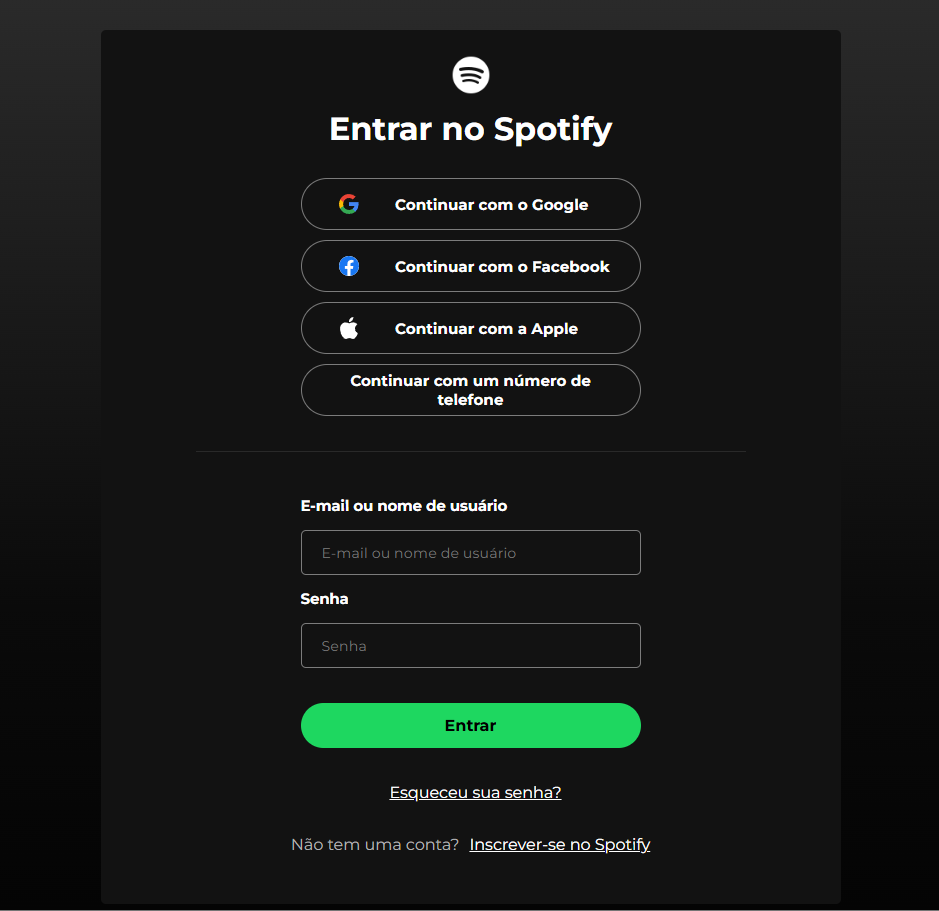 Entrar no Spotify
Continuar com o Google
Continuar com o Facebook
Continuar com a Apple
Continuar com um número de
telefone
E-mail ou nome de usuário
E-mail ou nome de usuário
Senha
Senha
Entrar
Esqueceu sua senha?
Não tem uma conta? Inscrever-se no Spotify